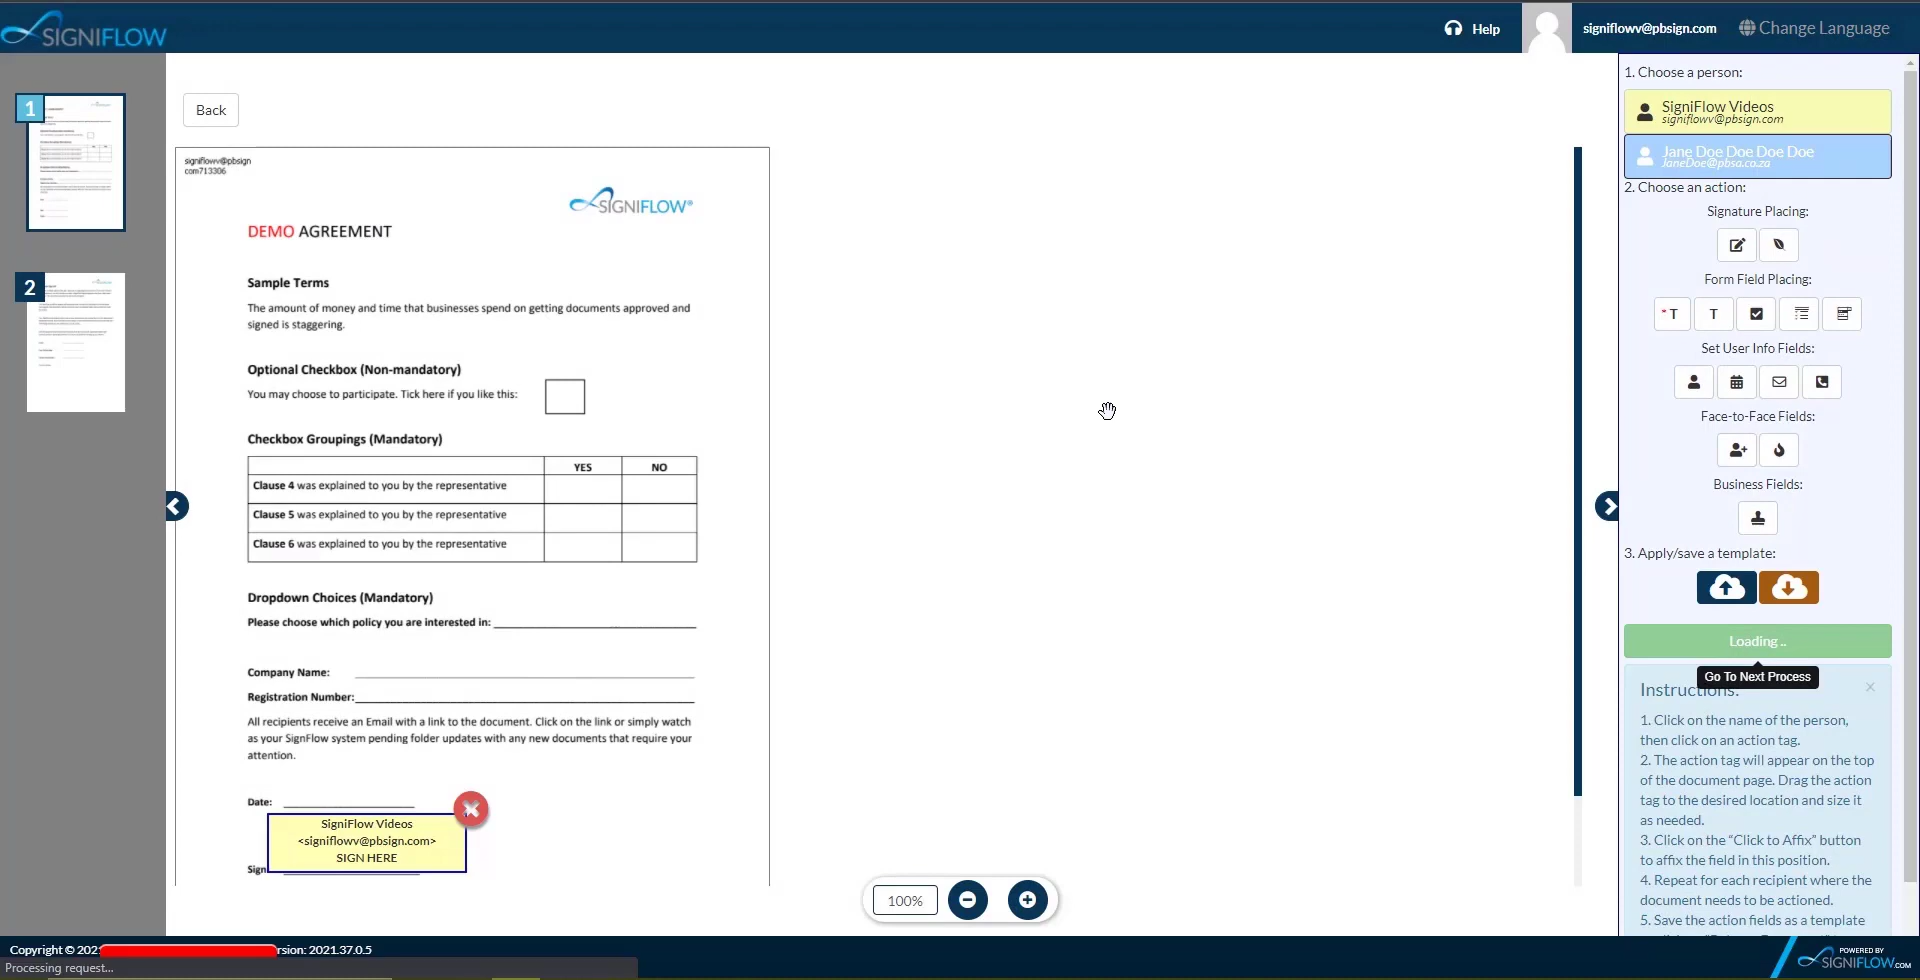 SIGNIFLOW
Help
signiflowv@pbsign.com
Change Language
1
2
Back
signiflowv@pbsign
com713306
SIGNIFLOW®
DEMO AGREEMENT
Sample Terms
The amount of money and time that businesses spend on getting documents approved and
signed is staggering.
Optional Checkbox (Non-mandatory)
You may choose to participate. Tick here if you like this:
Checkbox Groupings (Mandatory)
YES NO
Clause 4 was explained to you by the representative
Clause 5 was explained to you by the representative
Clause 6 was explained to you by the representative
Dropdown Choices (Mandatory)
Please choose which policy you are interested in:
Company Name:
Registration Number:
All recipients receive an Email with a link to the document. Click on the link or simply watch
as your SignFlow system pending folder updates with any new documents that require your
attention.
Date:
SigniFlow Videos
<signiflowv@pbsign.com>
SIGN HERE
Sign
100%
1. Choose a person:
SigniFlow Videos
signiflowv@pbsign.com
Jane Doe Doe Doe Doe
JaneDoe@pbsa.co.za
2. Choose an action:
Signature Placing:
Form Field Placing:
* T
T
Set User Info Fields:
Face-to-Face Fields:
Business Fields:
3. Apply/save a template:
Loading ..
Go To Next Process
Instructions:
×
1. Click on the name of the person,
then click on an action tag.
2. The action tag will appear on the top
of the document page. Drag the action
tag to the desired location and size it
as needed.
3. Click on the “Click to Affix” button
to affix the field in this position.
4. Repeat for each recipient where the
document needs to be actioned.
5. Save the action fields as a template
Copyright © 202 rsion: 2021.37.0.5
Processing request...
POWERED BY
SIGNIFLOW.COM